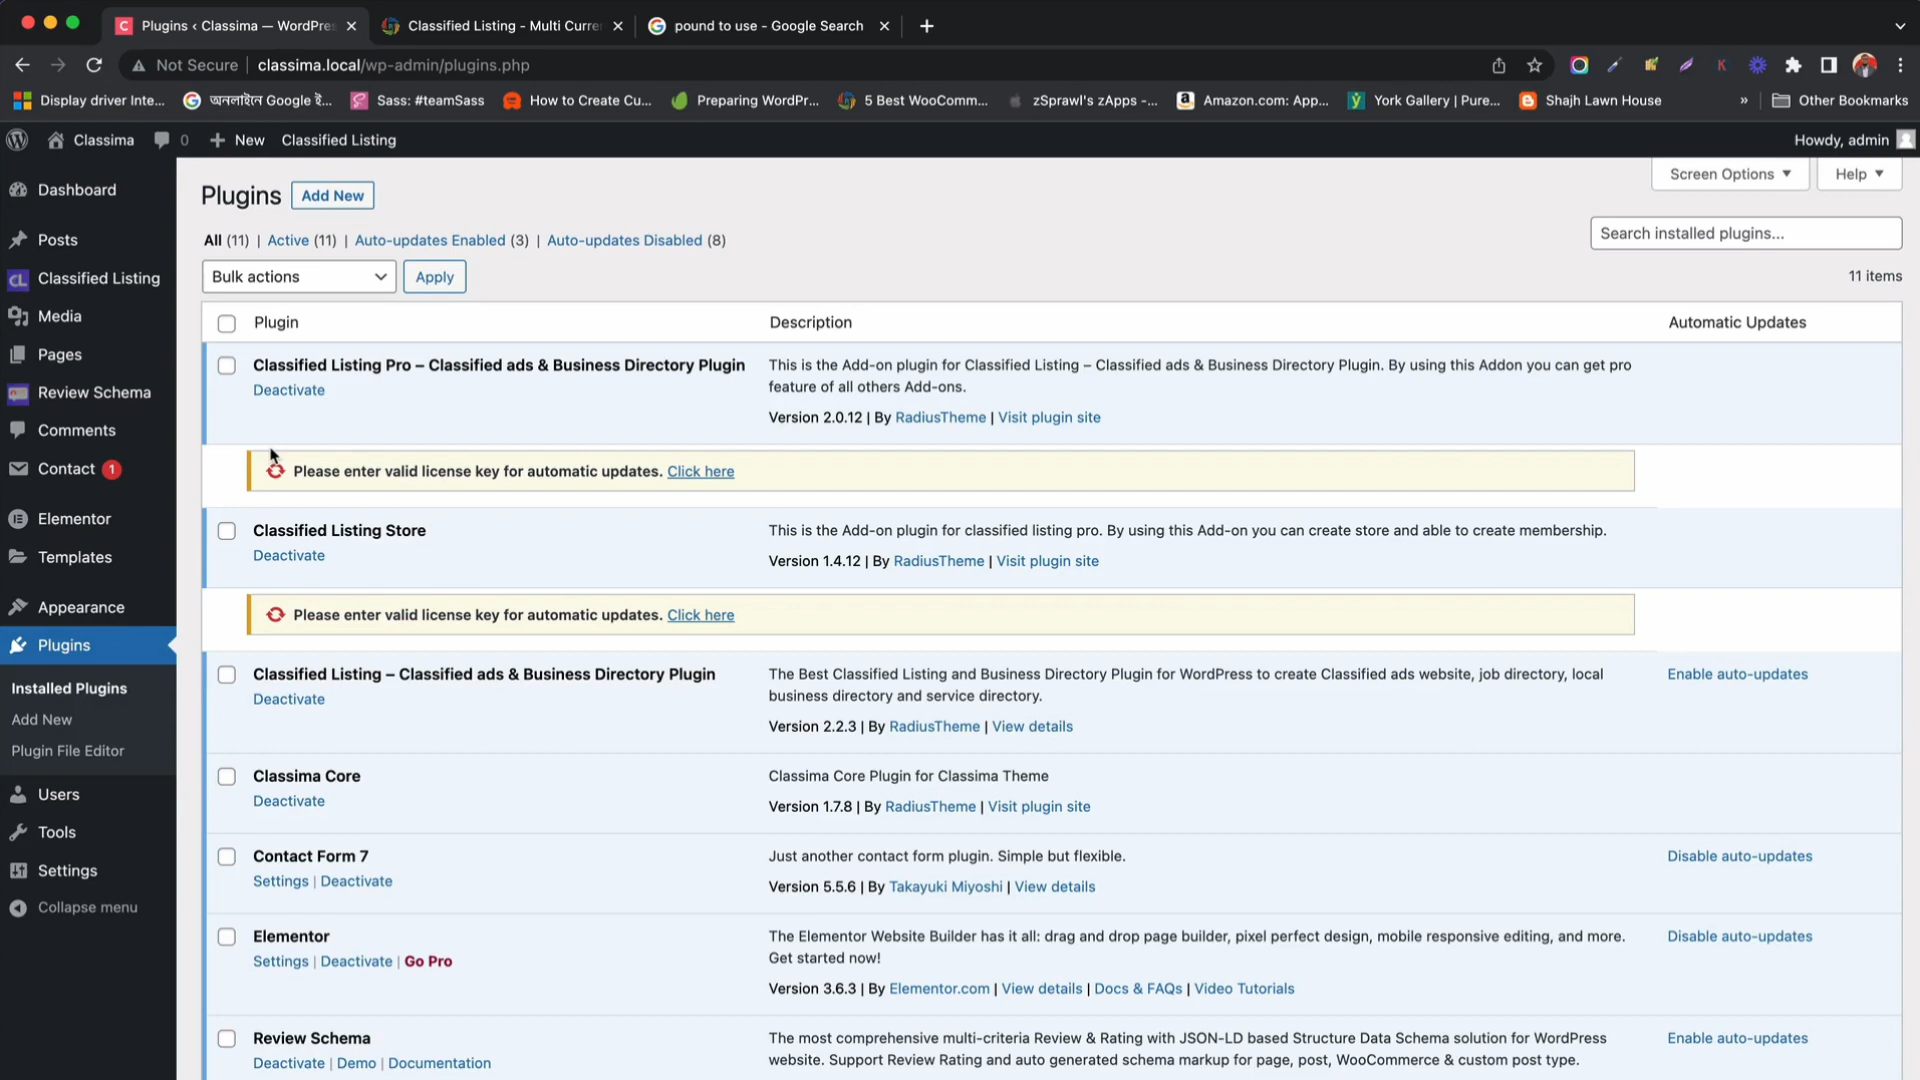 Plugins ‹ Classima — WordPre
Classified Listing - Multi Curre
pound to use - Google Search
Not Secure
classima.local/wp-admin/plugins.php
Display driver Inte...
অনলাইনে Google ই...
Sass: #teamSass
How to Create Cu...
Preparing WordPr...
5 Best WooComm...
zSprawl's zApps -...
Amazon.com: App...
York Gallery | Pure...
Shajh Lawn House
»
Other Bookmarks
Classima
0
New
Classified Listing
Howdy, admin
Dashboard
Posts
Classified Listing
Media
Pages
Review Schema
Comments
Contact 1
Elementor
Templates
Appearance
Plugins
Installed Plugins
Add New
Plugin File Editor
Users
Tools
Settings
Collapse menu
Screen Options
Help
Plugins
Add New
All (11) | Active (11) | Auto-updates Enabled (3) | Auto-updates Disabled (8)
Search installed plugins...
Bulk actions
Apply
11 items
Plugin
Description
Automatic Updates
Classified Listing Pro – Classified ads & Business Directory Plugin
Deactivate
This is the Add-on plugin for Classified Listing – Classified ads & Business Directory Plugin. By using this Addon you can get pro
feature of all others Add-ons.
Version 2.0.12 | By RadiusTheme | Visit plugin site
Please enter valid license key for automatic updates. Click here
Classified Listing Store
Deactivate
This is the Add-on plugin for classified listing pro. By using this Add-on you can create store and able to create membership.
Version 1.4.12 | By RadiusTheme | Visit plugin site
Please enter valid license key for automatic updates. Click here
Classified Listing – Classified ads & Business Directory Plugin
Deactivate
The Best Classified Listing and Business Directory Plugin for WordPress to create Classified ads website, job directory, local
business directory and service directory.
Version 2.2.3 | By RadiusTheme | View details
Enable auto-updates
Classima Core
Deactivate
Classima Core Plugin for Classima Theme
Version 1.7.8 | By RadiusTheme | Visit plugin site
Contact Form 7
Settings | Deactivate
Just another contact form plugin. Simple but flexible.
Version 5.5.6 | By Takayuki Miyoshi | View details
Disable auto-updates
Elementor
Settings | Deactivate | Go Pro
The Elementor Website Builder has it all: drag and drop page builder, pixel perfect design, mobile responsive editing, and more.
Get started now!
Version 3.6.3 | By Elementor.com | View details | Docs & FAQs | Video Tutorials
Disable auto-updates
Review Schema
Deactivate | Demo | Documentation
The most comprehensive multi-criteria Review & Rating with JSON-LD based Structure Data Schema solution for WordPress
website. Support Review Rating and auto generated schema markup for page, post, WooCommerce & custom post type.
Enable auto-updates